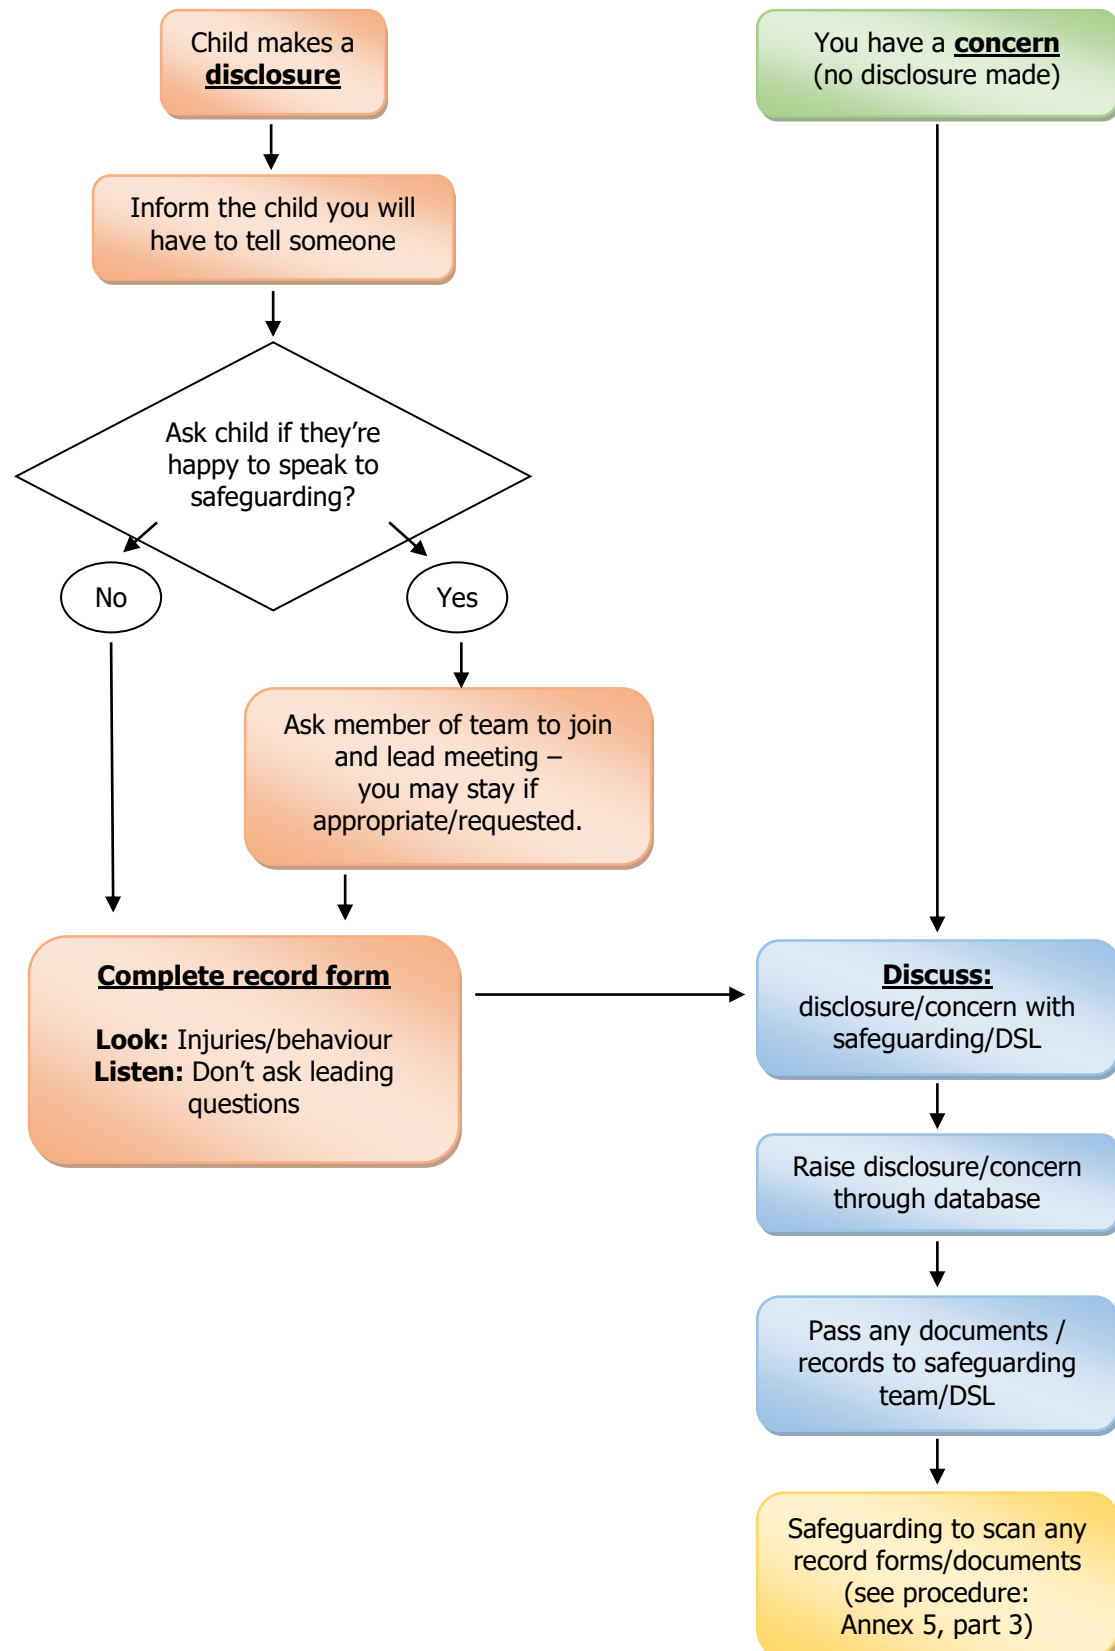 Child makes a
disclosure
You have a concern
(no disclosure made)
Inform the child you will
have to tell someone
Ask child if they’re
happy to speak to
safeguarding?
No
Yes
Ask member of team to join
and lead meeting –
you may stay if
appropriate/requested.
Complete record form
Look: Injuries/behaviour
Listen: Don’t ask leading
questions
Discuss:
disclosure/concern with
safeguarding/DSL
Raise disclosure/concern
through database
Pass any documents /
records to safeguarding
team/DSL
Safeguarding to scan any
record forms/documents
(see procedure:
Annex 5, part 3)